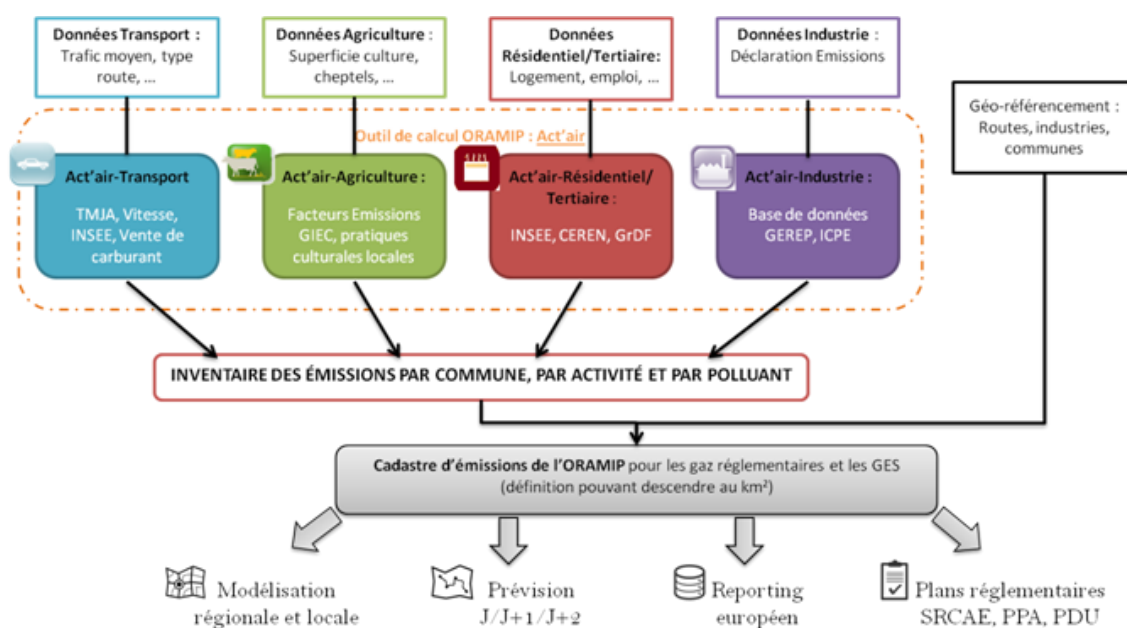 Données Transport :
Trafic moyen, type
route, ...
Données Agriculture :
Superficie culture,
cheptels, ...
Données
Résidentiel/Tertiaire:
Logement, emploi, ...
Données Industrie :
Déclaration Emissions
Géo-référencement :
Routes, industries,
communes
Outil de calcul ORAMIP : Act'air
Act'air-Transport
TMJA, Vitesse,
INSEE, Vente de
carburant
Act'air-Agriculture :
Facteurs Emissions
GIEC, pratiques
culturales locales
Act'air-Résidentiel/
Tertiaire :
INSEE, CEREN, GrDF
Act'air-Industrie :
Base de données
GEREP, ICPE
INVENTAIRE DES ÉMISSIONS PAR COMMUNE, PAR ACTIVITÉ ET PAR POLLUANT
Cadastre d'émissions de l'ORAMIP pour les gaz réglementaires et les GES
(définition pouvant descendre au km²)
Modélisation
régionale et locale
Prévision
J/J+1/J+2
Reporting
européen
Plans réglementaires
SRCAE, PPA, PDU